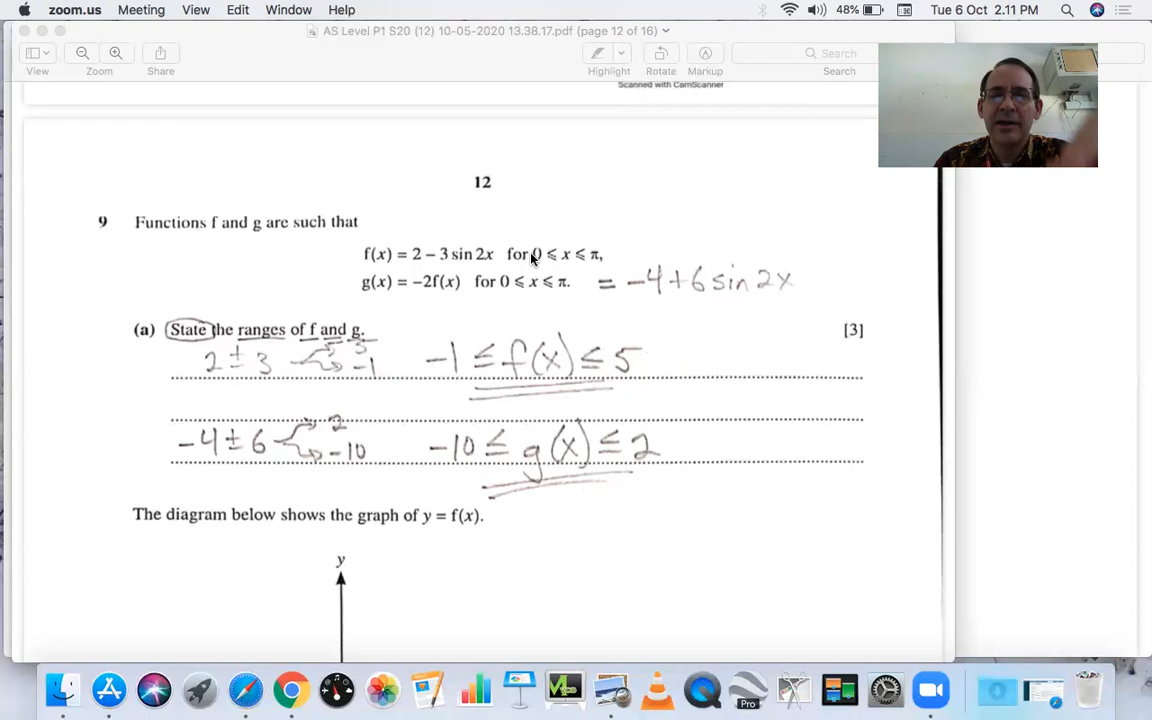 zoom.us Meeting View Edit Window Help 48% Tue 6 Oct 2.11 PM
AS Level P1 S20 (12) 10-05-2020 13.38.17.pdf (page 12 of 16)
Search
View Zoom Share Highlight Rotate Markup Search
Scanned with CamScanner
12
9 Functions f and g are such that
f(x) = 2 – 3 sin 2x for 0 ⩽ x ⩽ π,
g(x) = –2f(x) for 0 ⩽ x ⩽ π. = -4+6 sin 2x
(a) State the ranges of f and g. [3]
2 ± 3 5 -1 -1 ≤ f(x) ≤ 5
-4 ± 6 2 -10 -10 ≤ g(x) ≤ 2
The diagram below shows the graph of y = f(x).
y
Pro